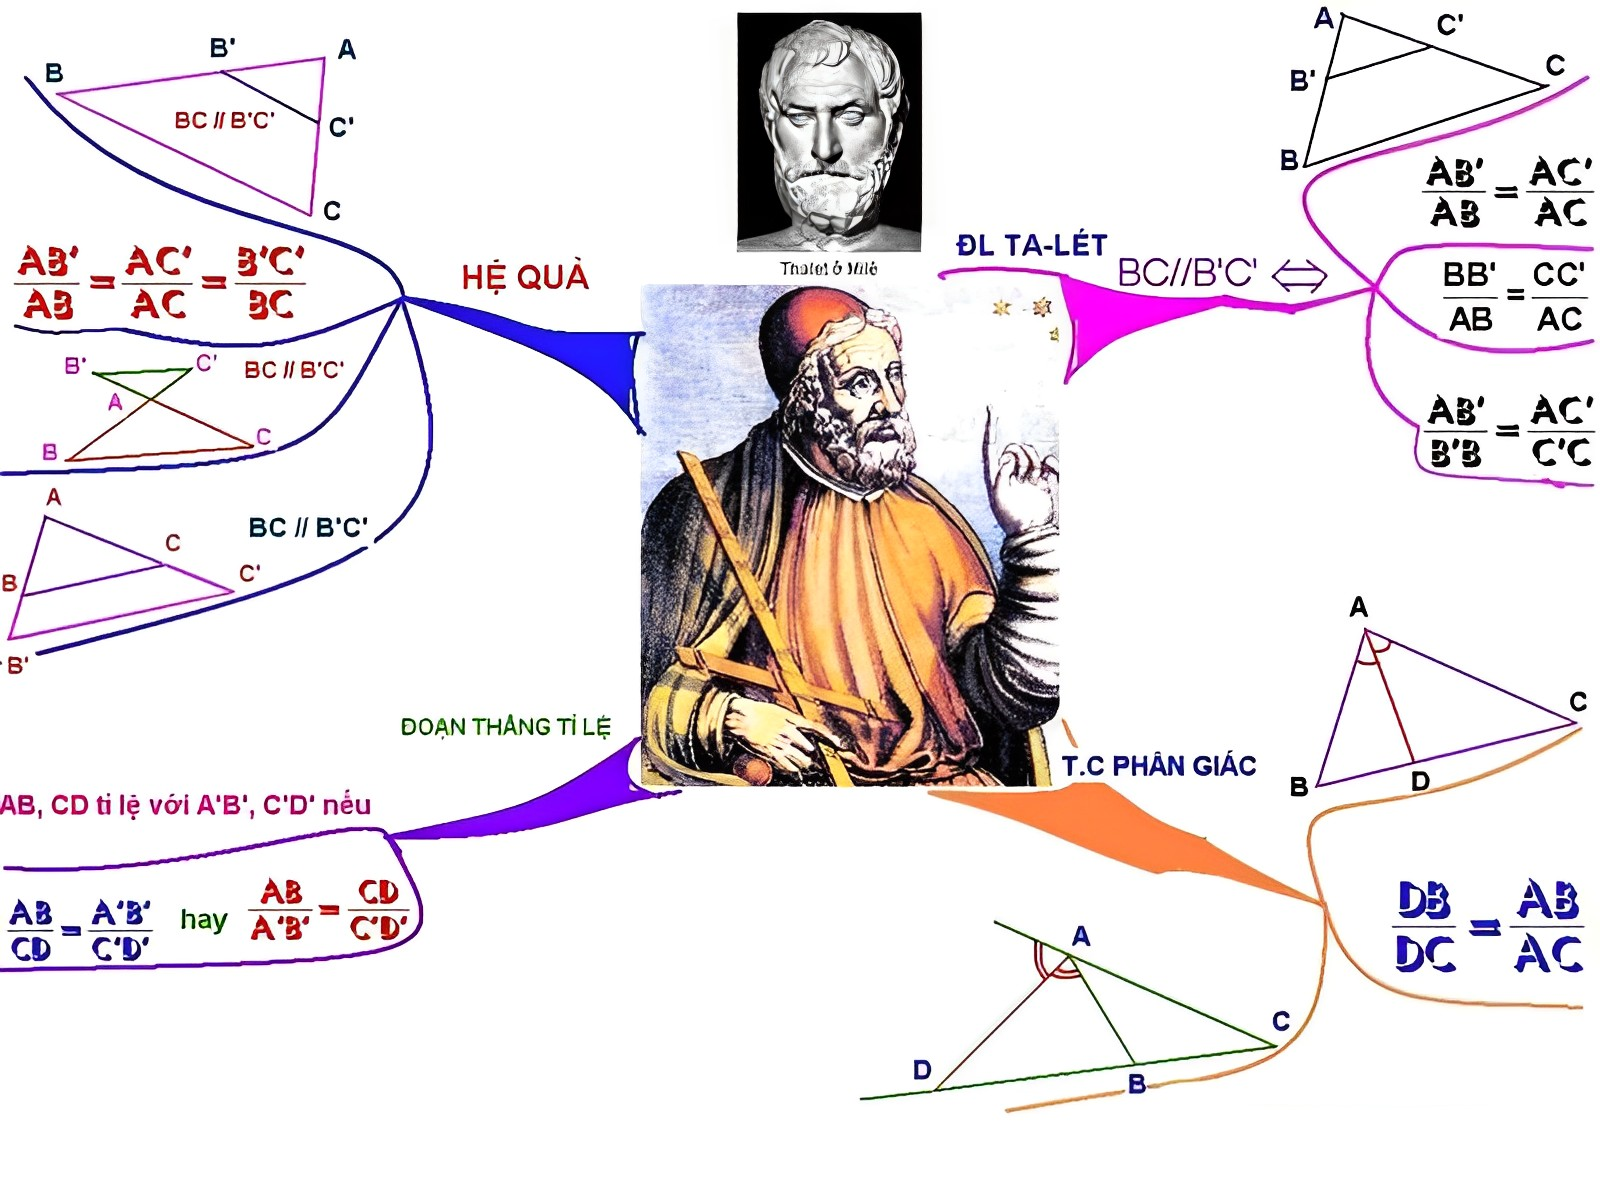 B
B'
A
BC // B'C'
C'
C
AB'/AB = AC'/AC = B'C'/BC
HỆ QUẢ
B'
C'
BC // B'C'
A
B
C
A
C
BC // B'C'
B
C'
B'
ĐOẠN THẲNG TỈ LỆ
AB, CD tỉ lệ với A'B', C'D' nếu
AB/CD = A'B'/C'D' hay AB/A'B' = CD/C'D'
ĐL TA-LÉT
BC//B'C' ⇔
A
C'
B'
C
B
AB'/AB = AC'/AC
BB'/AB = CC'/AC
AB'/B'B = AC'/C'C
T.C PHÂN GIÁC
A
C
B
D
DB/DC = AB/AC
A
C
D
B